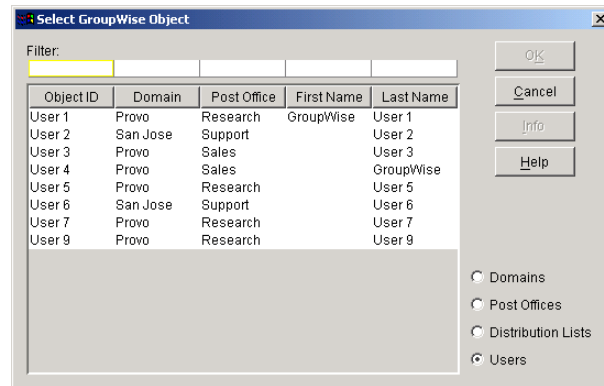 Select GroupWise Object
Filter:
OK
Cancel
Info
Help
Object ID Domain Post Office First Name Last Name
User 1 Provo Research GroupWise User 1
User 2 San Jose Support User 2
User 3 Provo Sales User 3
User 4 Provo Sales GroupWise
User 5 Provo Research User 5
User 6 San Jose Support User 6
User 7 Provo Research User 7
User 9 Provo Research User 9
Domains
Post Offices
Distribution Lists
Users